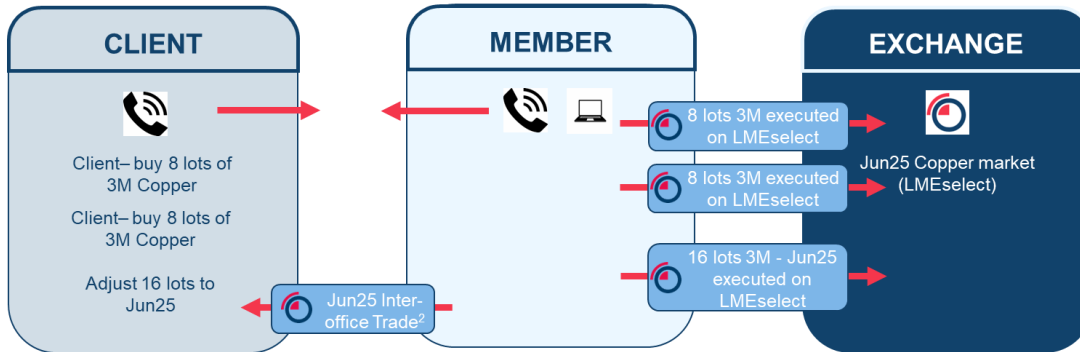 CLIENT
MEMBER
EXCHANGE
8 lots 3M executed
on LMEselect
Client– buy 8 lots of
3M Copper
Jun25 Copper market
(LMEselect)
8 lots 3M executed
on LMEselect
Client– buy 8 lots of
3M Copper
16 lots 3M - Jun25
executed on
LMEselect
Adjust 16 lots to
Jun25
Jun25 Inter-
office Trade2